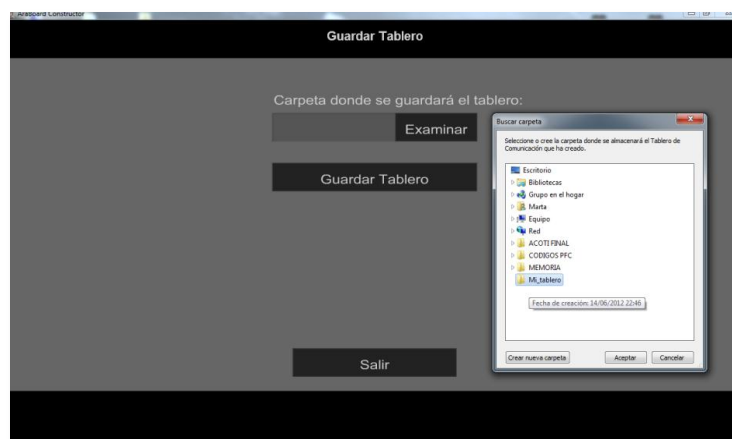 AraBoard Constructor
Guardar Tablero
Carpeta donde se guardará el tablero:
Examinar
Guardar Tablero
Salir
Buscar carpeta
Seleccione o cree la carpeta donde se almacenará el Tablero de
Comunicación que ha creado.
Escritorio
Bibliotecas
Grupo en el hogar
Marta
Equipo
Red
ACOTI FINAL
CODIGOS PFC
MEMORIA
Mi_tablero
Fecha de creación: 14/06/2012 22:46
Crear nueva carpeta
Aceptar
Cancelar